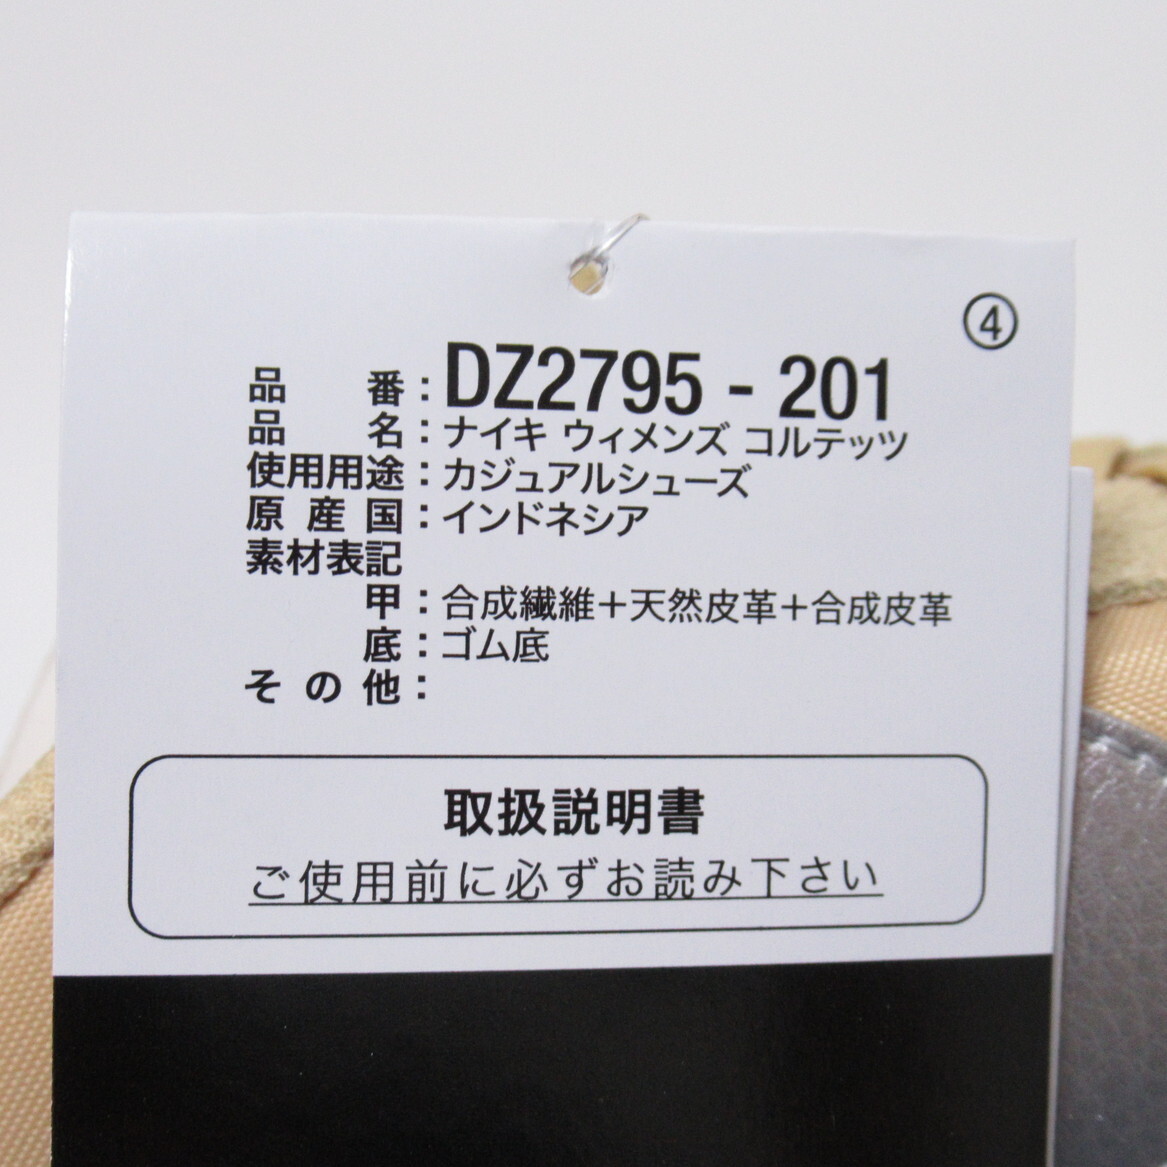 ④
品番：DZ2795 - 201
品名：ナイキ ウィメンズ コルテッツ
使用用途：カジュアルシューズ
原産国：インドネシア
素材表記
甲：合成繊維＋天然皮革＋合成皮革
底：ゴム底
その他：
取扱説明書
ご使用前に必ずお読み下さい